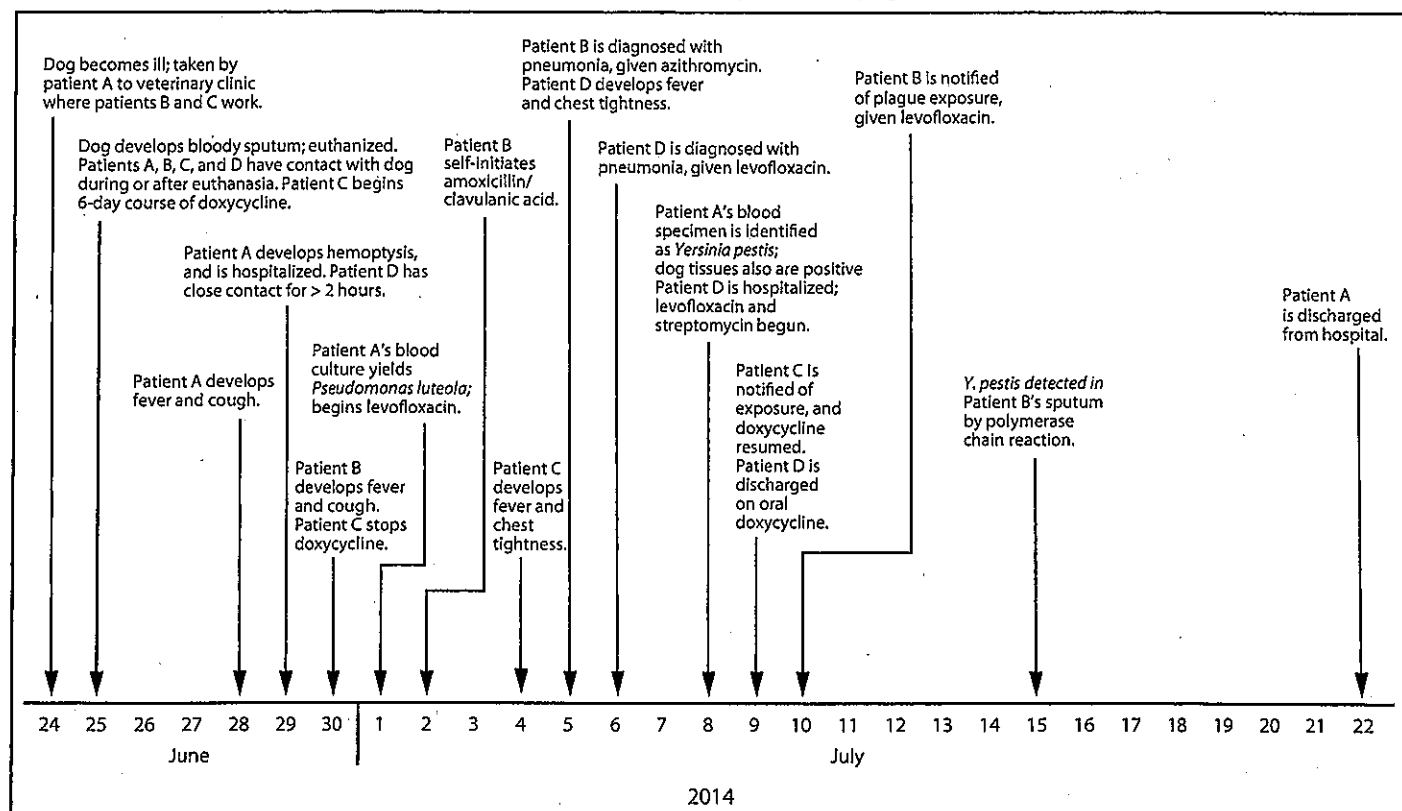 Dog becomes ill; taken by
patient A to veterinary clinic
where patients B and C work.
Dog develops bloody sputum; euthanized.
Patients A, B, C, and D have contact with dog
during or after euthanasia. Patient C begins
6-day course of doxycycline.
Patient A develops
fever and cough.
Patient A develops hemoptysis,
and is hospitalized. Patient D has
close contact for > 2 hours.
Patient B
develops fever
and cough.
Patient C stops
doxycycline.
Patient A's blood
culture yields
Pseudomonas luteola;
begins levofloxacin.
Patient B
self-initiates
amoxicillin/
clavulanic acid.
Patient C
develops
fever and
chest
tightness.
Patient B is diagnosed with
pneumonia, given azithromycin.
Patient D develops fever
and chest tightness.
Patient D is diagnosed with
pneumonia, given levofloxacin.
Patient A's blood
specimen is identified
as Yersinia pestis;
dog tissues also are positive
Patient D is hospitalized;
levofloxacin and
streptomycin begun.
Patient C is
notified of
exposure, and
doxycycline
resumed.
Patient D is
discharged
on oral
doxycycline.
Patient B is notified
of plague exposure,
given levofloxacin.
Y. pestis detected in
Patient B's sputum
by polymerase
chain reaction.
Patient A
is discharged
from hospital.
24 25 26 27 28 29 30 1 2 3 4 5 6 7 8 9 10 11 12 13 14 15 16 17 18 19 20 21 22
June July
2014